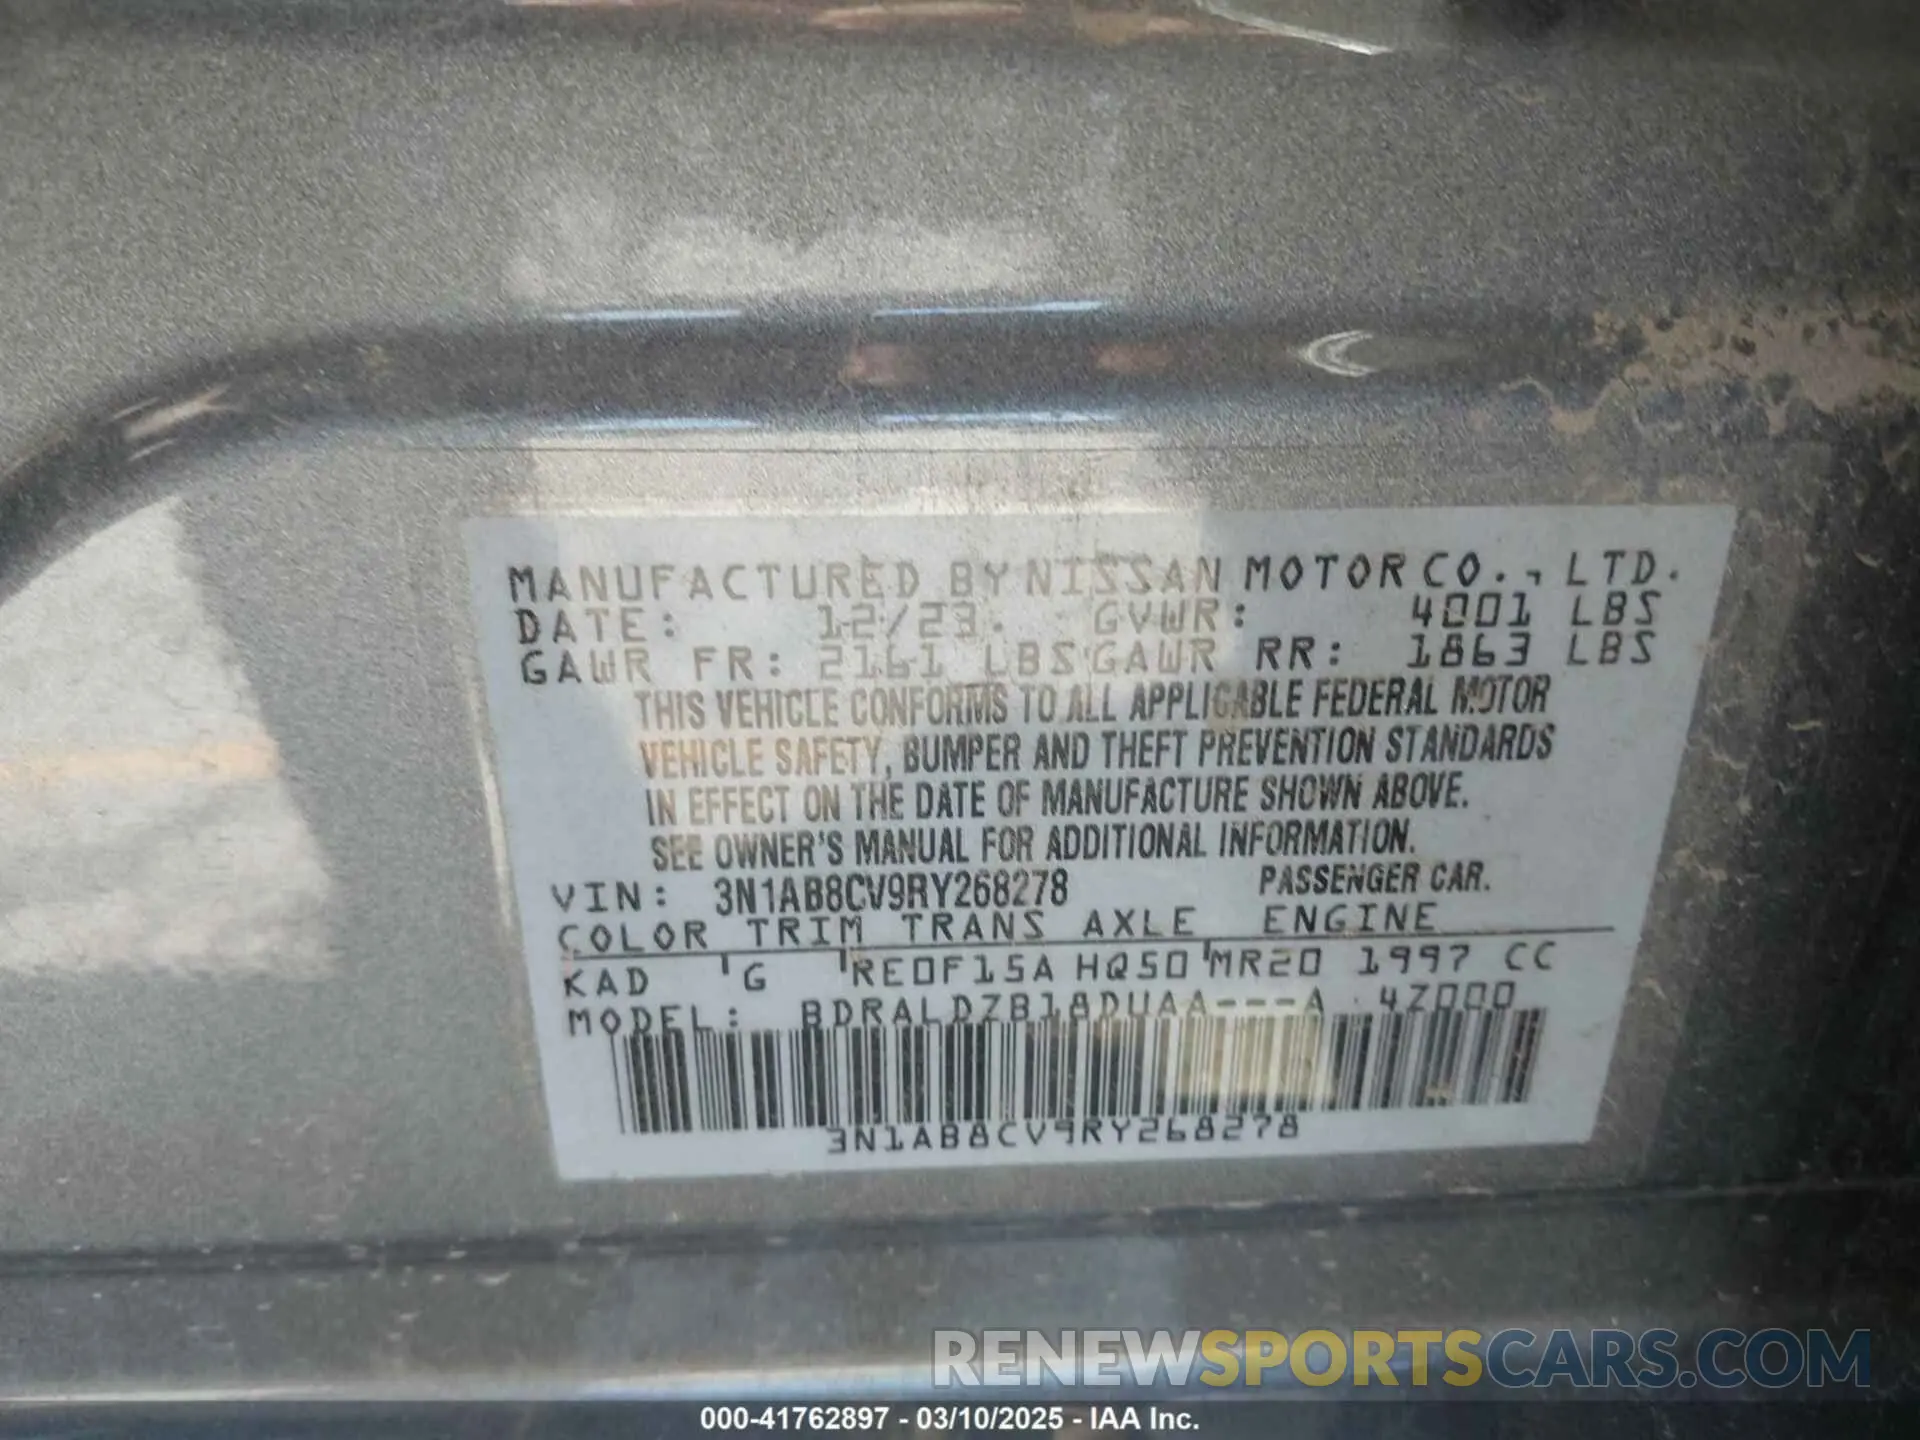 MANUFACTURED BY NISSAN MOTOR CO., LTD.
DATE: 12/23. GVWR: 4001 LBS
GAWR FR: 2161 LBS GAWR RR: 1863 LBS
THIS VEHICLE CONFORMS TO ALL APPLICABLE FEDERAL MOTOR
VEHICLE SAFETY, BUMPER AND THEFT PREVENTION STANDARDS
IN EFFECT ON THE DATE OF MANUFACTURE SHOWN ABOVE.
SEE OWNER'S MANUAL FOR ADDITIONAL INFORMATION.
VIN: 3N1AB8CV9RY268278 PASSENGER CAR.
COLOR TRIM TRANS AXLE ENGINE
KAD G RE0F15A HQ50 MR20 1997 CC
MODEL: BDRALDZB18DUAA---A 4Z000
3N1AB8CV9RY268278
RENEWSPORTSCARS.COM
000-41762897 - 03/10/2025 - IAA Inc.